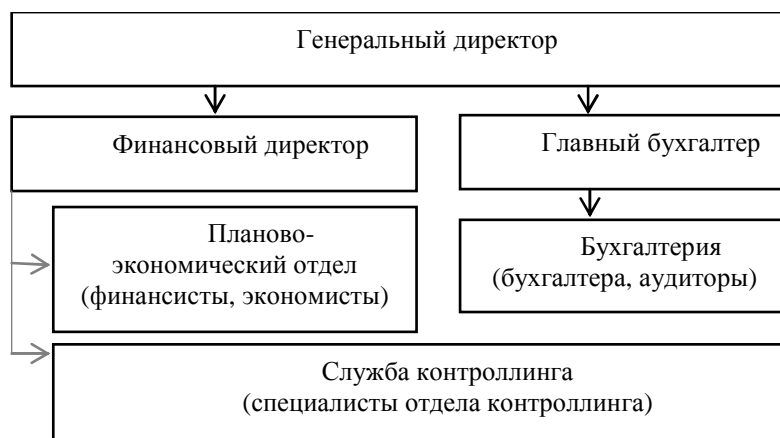 Генеральный директор
Финансовый директор
Главный бухгалтер
Планово-
экономический отдел
(финансисты, экономисты)
Бухгалтерия
(бухгалтера, аудиторы)
Служба контроллинга
(специалисты отдела контроллинга)